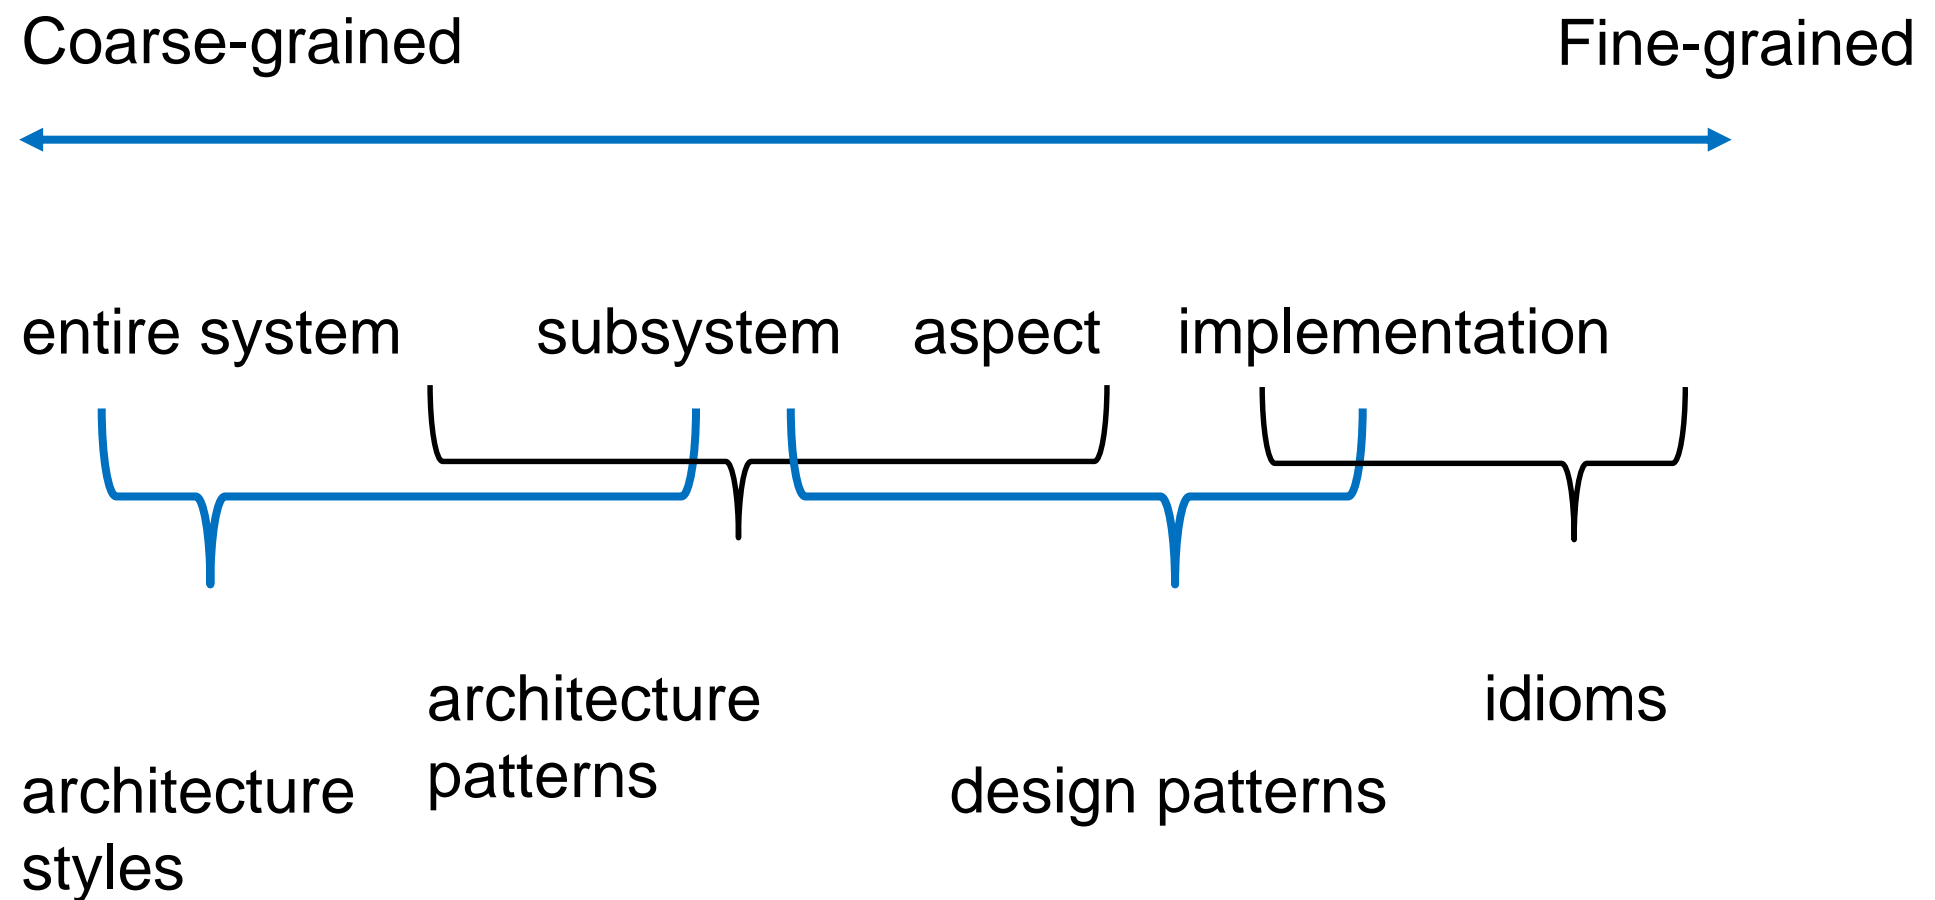 Coarse-grained
Fine-grained
entire system
subsystem
aspect
implementation
architecture
patterns
idioms
architecture
styles
design patterns